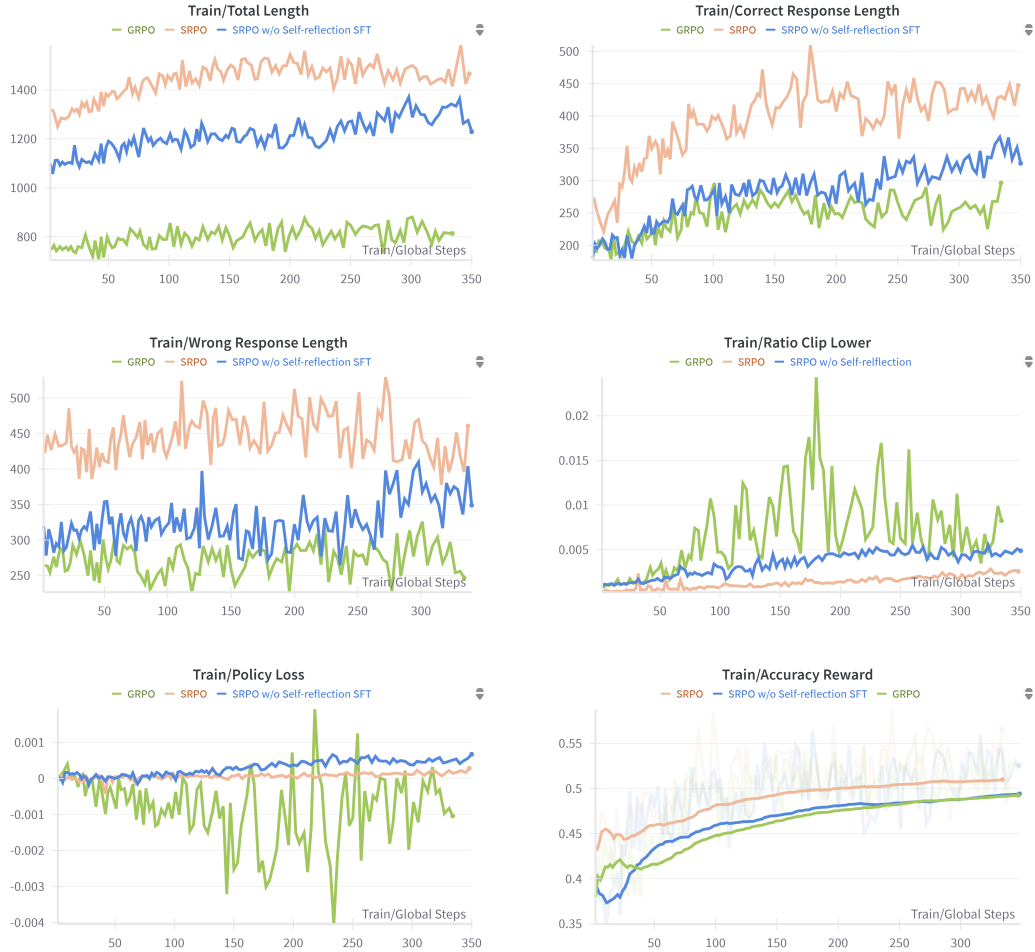 Train/Total Length
GRPO SRPO SRPO w/o Self-reflection SFT
1400
1200
1000
800
Train/Global Steps
50 100 150 200 250 300 350
Train/Correct Response Length
GRPO SRPO SRPO w/o Self-reflection SFT
500
450
400
350
300
250
200
Train/Global Steps
50 100 150 200 250 300 350
Train/Wrong Response Length
GRPO SRPO SRPO w/o Self-reflection SFT
500
450
400
350
300
250
Train/Global Steps
50 100 150 200 250 300
Train/Ratio Clip Lower
GRPO SRPO SRPO w/o Self-relflection
0.02
0.015
0.01
0.005
Train/Global Steps
50 100 150 200 250 300 350
Train/Policy Loss
GRPO SRPO SRPO w/o Self-reflection SFT
0.001
0
-0.001
-0.002
-0.003
-0.004
Train/Global Steps
50 100 150 200 250 300 350
Train/Accuracy Reward
SRPO SRPO w/o Self-reflection SFT GRPO
0.55
0.5
0.45
0.4
0.35
Train/Global Steps
50 100 150 200 250 300 350